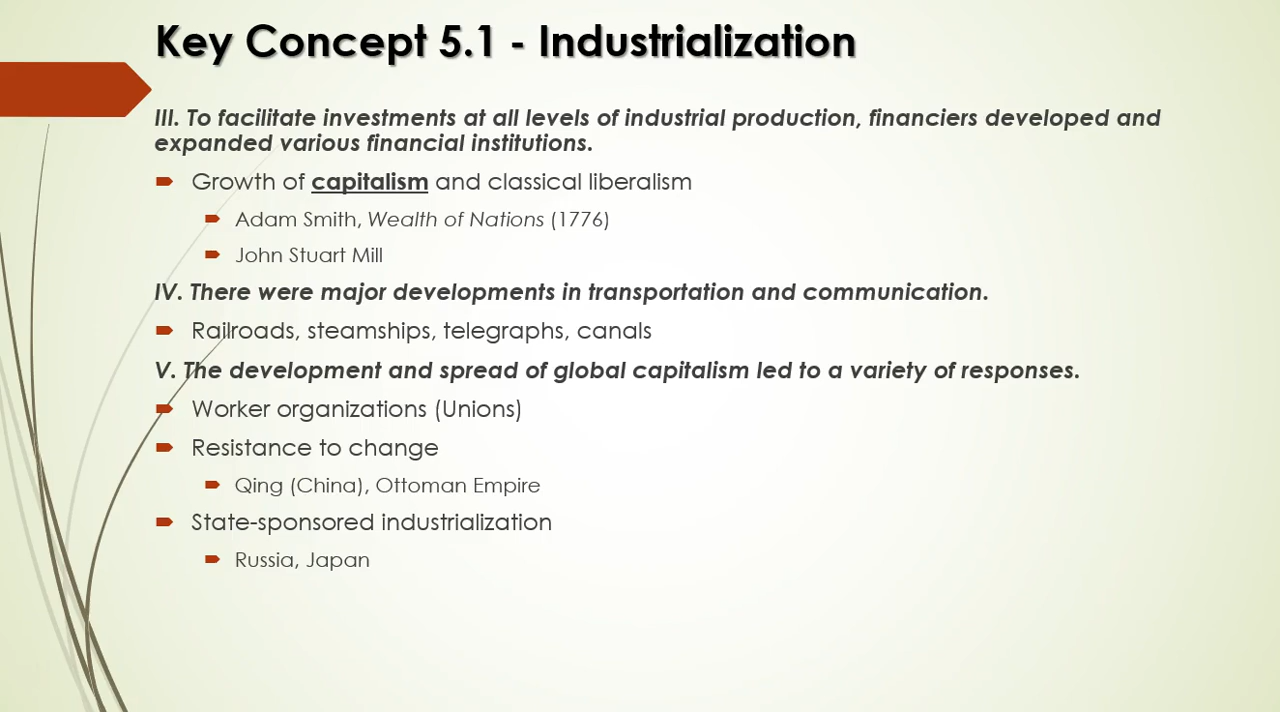 Key Concept 5.1 - Industrialization
III. To facilitate investments at all levels of industrial production, financiers developed and
expanded various financial institutions.
Growth of capitalism and classical liberalism
Adam Smith, Wealth of Nations (1776)
John Stuart Mill
IV. There were major developments in transportation and communication.
Railroads, steamships, telegraphs, canals
V. The development and spread of global capitalism led to a variety of responses.
Worker organizations (Unions)
Resistance to change
Qing (China), Ottoman Empire
State-sponsored industrialization
Russia, Japan